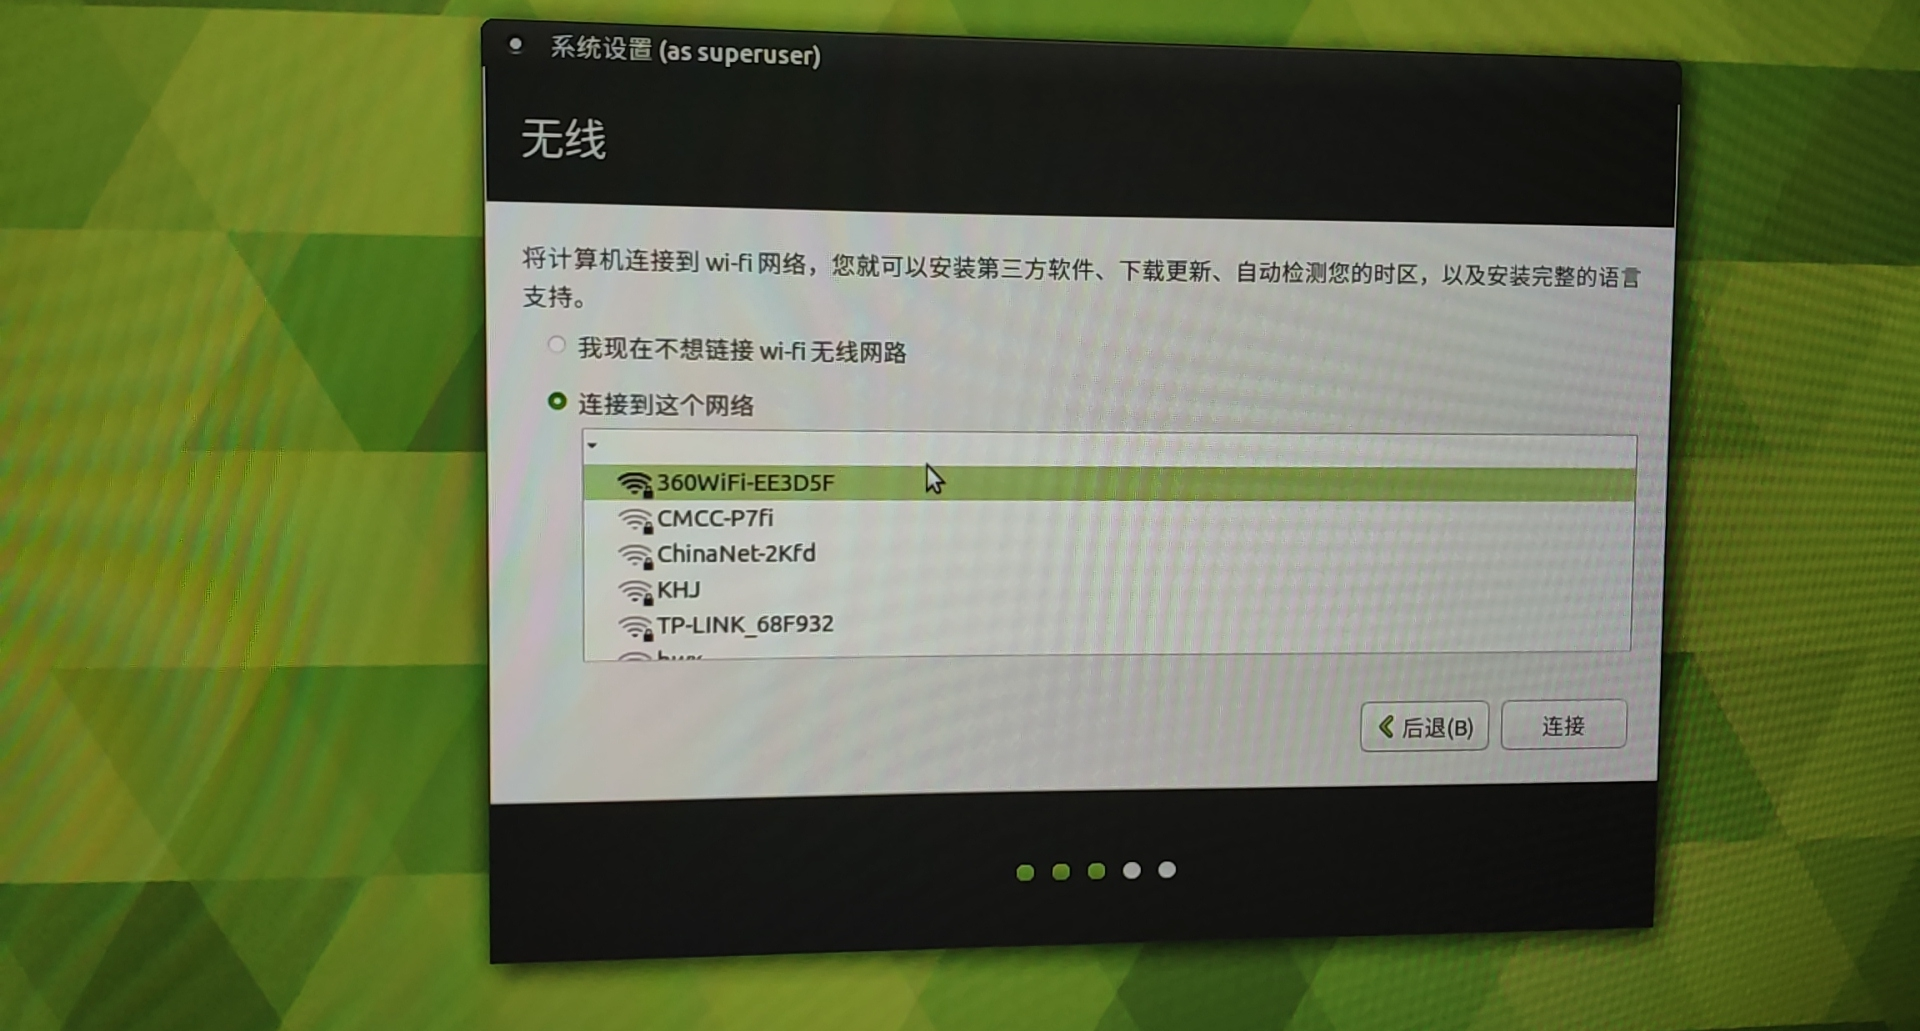 系统设置 (as superuser)
无线
将计算机连接到 wi-fi 网络，您就可以安装第三方软件、下载更新、自动检测您的时区，以及安装完整的语言
支持。
我现在不想链接 wi-fi 无线网路
连接到这个网络
360WiFi-EE3D5F
CMCC-P7fi
ChinaNet-2Kfd
KHJ
TP-LINK_68F932
后退(B)
连接